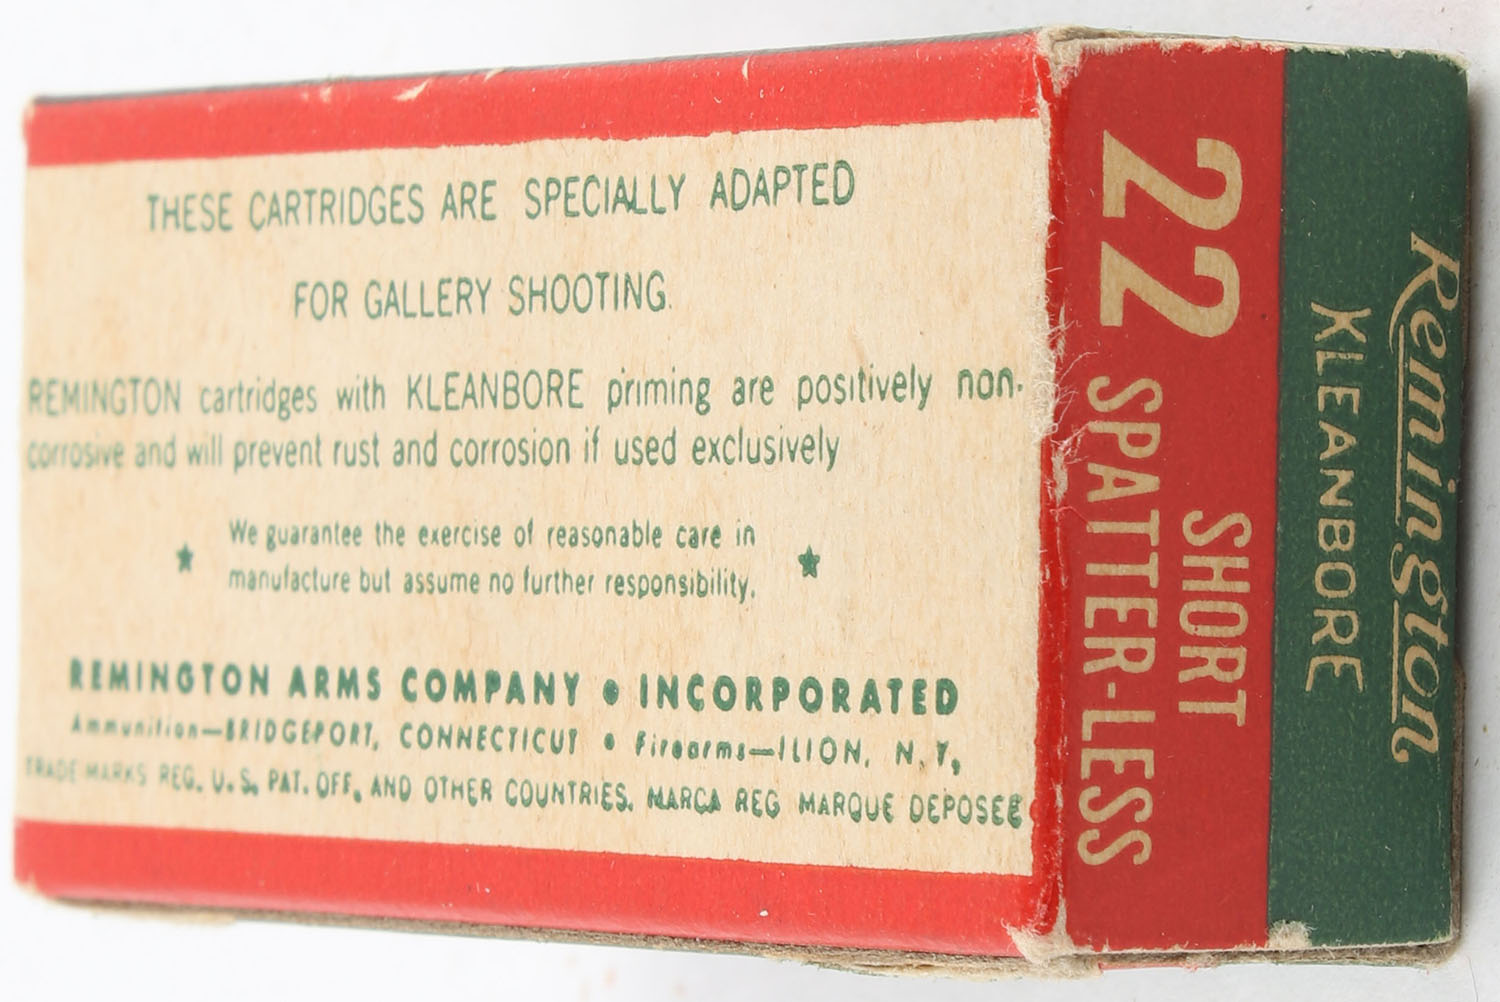 THESE CARTRIDGES ARE SPECIALLY ADAPTED
FOR GALLERY SHOOTING.
REMINGTON cartridges with KLEANBORE priming are positively non-
corrosive and will prevent rust and corrosion if used exclusively
★ We guarantee the exercise of reasonable care in ★
manufacture but assume no further responsibility.
REMINGTON ARMS COMPANY • INCORPORATED
Ammunition—BRIDGEPORT, CONNECTICUT • Firearms—ILION, N.Y.
TRADE MARKS REG. U.S. PAT. OFF. AND OTHER COUNTRIES. MARCA REG MARQUE DEPOSEE
Remington
KLEANBORE
22 SHORT
SPATTER-LESS